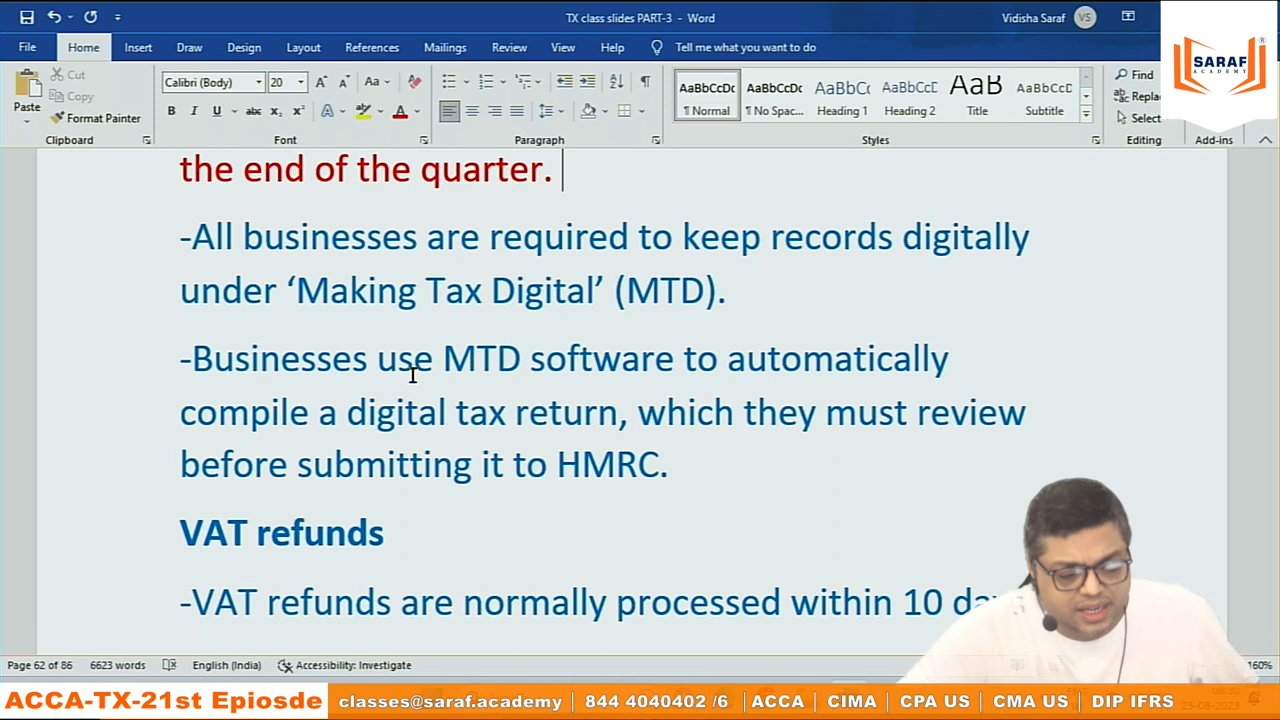 TX class slides PART-3 - Word
Vidisha Saraf
VS
File
Home
Insert
Draw
Design
Layout
References
Mailings
Review
View
Help
Tell me what you want to do
Paste
Cut
Copy
Format Painter
Clipboard
Calibri (Body)
20
Font
Paragraph
AaBbCcDc
¶ Normal
AaBbCcDc
¶ No Spac...
AaBbC
Heading 1
AaBbCcD
Heading 2
AaB
Title
AaBbCcD
Subtitle
Styles
Find
Repla
Select
Editing
Add-ins
SARAF
ACADEMY
the end of the quarter.
-All businesses are required to keep records digitally
under ‘Making Tax Digital’ (MTD).
-Businesses use MTD software to automatically
compile a digital tax return, which they must review
before submitting it to HMRC.
VAT refunds
-VAT refunds are normally processed within 10
Page 62 of 86
6623 words
English (India)
Accessibility: Investigate
160%
ACCA-TX-21st Epiosde
classes@saraf.academy | 844 4040402 /6 | ACCA | CIMA | CPA US | CMA US | DIP IFRS